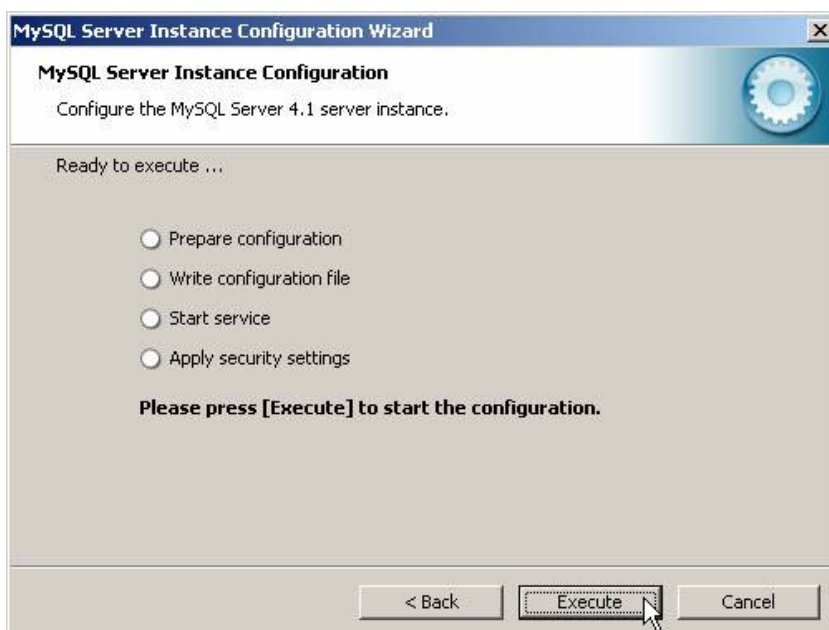 MySQL Server Instance Configuration Wizard
MySQL Server Instance Configuration
Configure the MySQL Server 4.1 server instance.
Ready to execute ...
Prepare configuration
Write configuration file
Start service
Apply security settings
Please press [Execute] to start the configuration.
< Back
Execute
Cancel